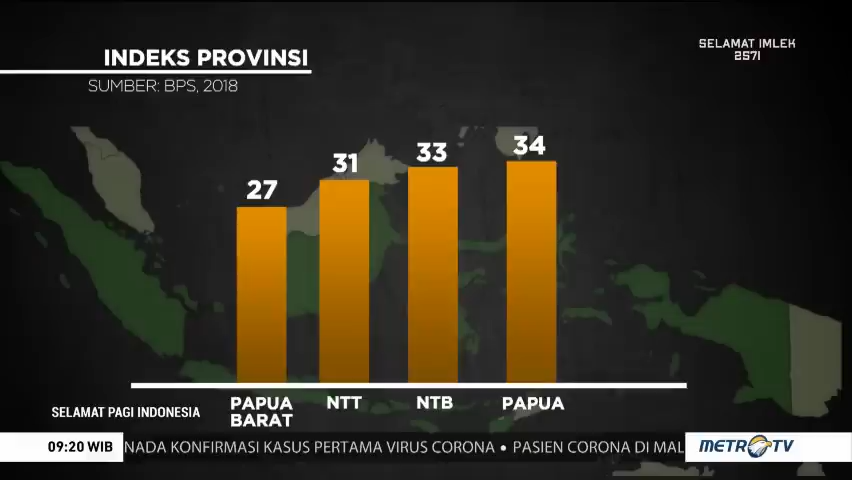 INDEKS PROVINSI
SUMBER: BPS, 2018
SELAMAT IMLEK
2571
27
31
33
34
PAPUA
BARAT
NTT
NTB
PAPUA
SELAMAT PAGI INDONESIA
09:20 WIB
NADA KONFIRMASI KASUS PERTAMA VIRUS CORONA • PASIEN CORONA DI MAL
METRO TV